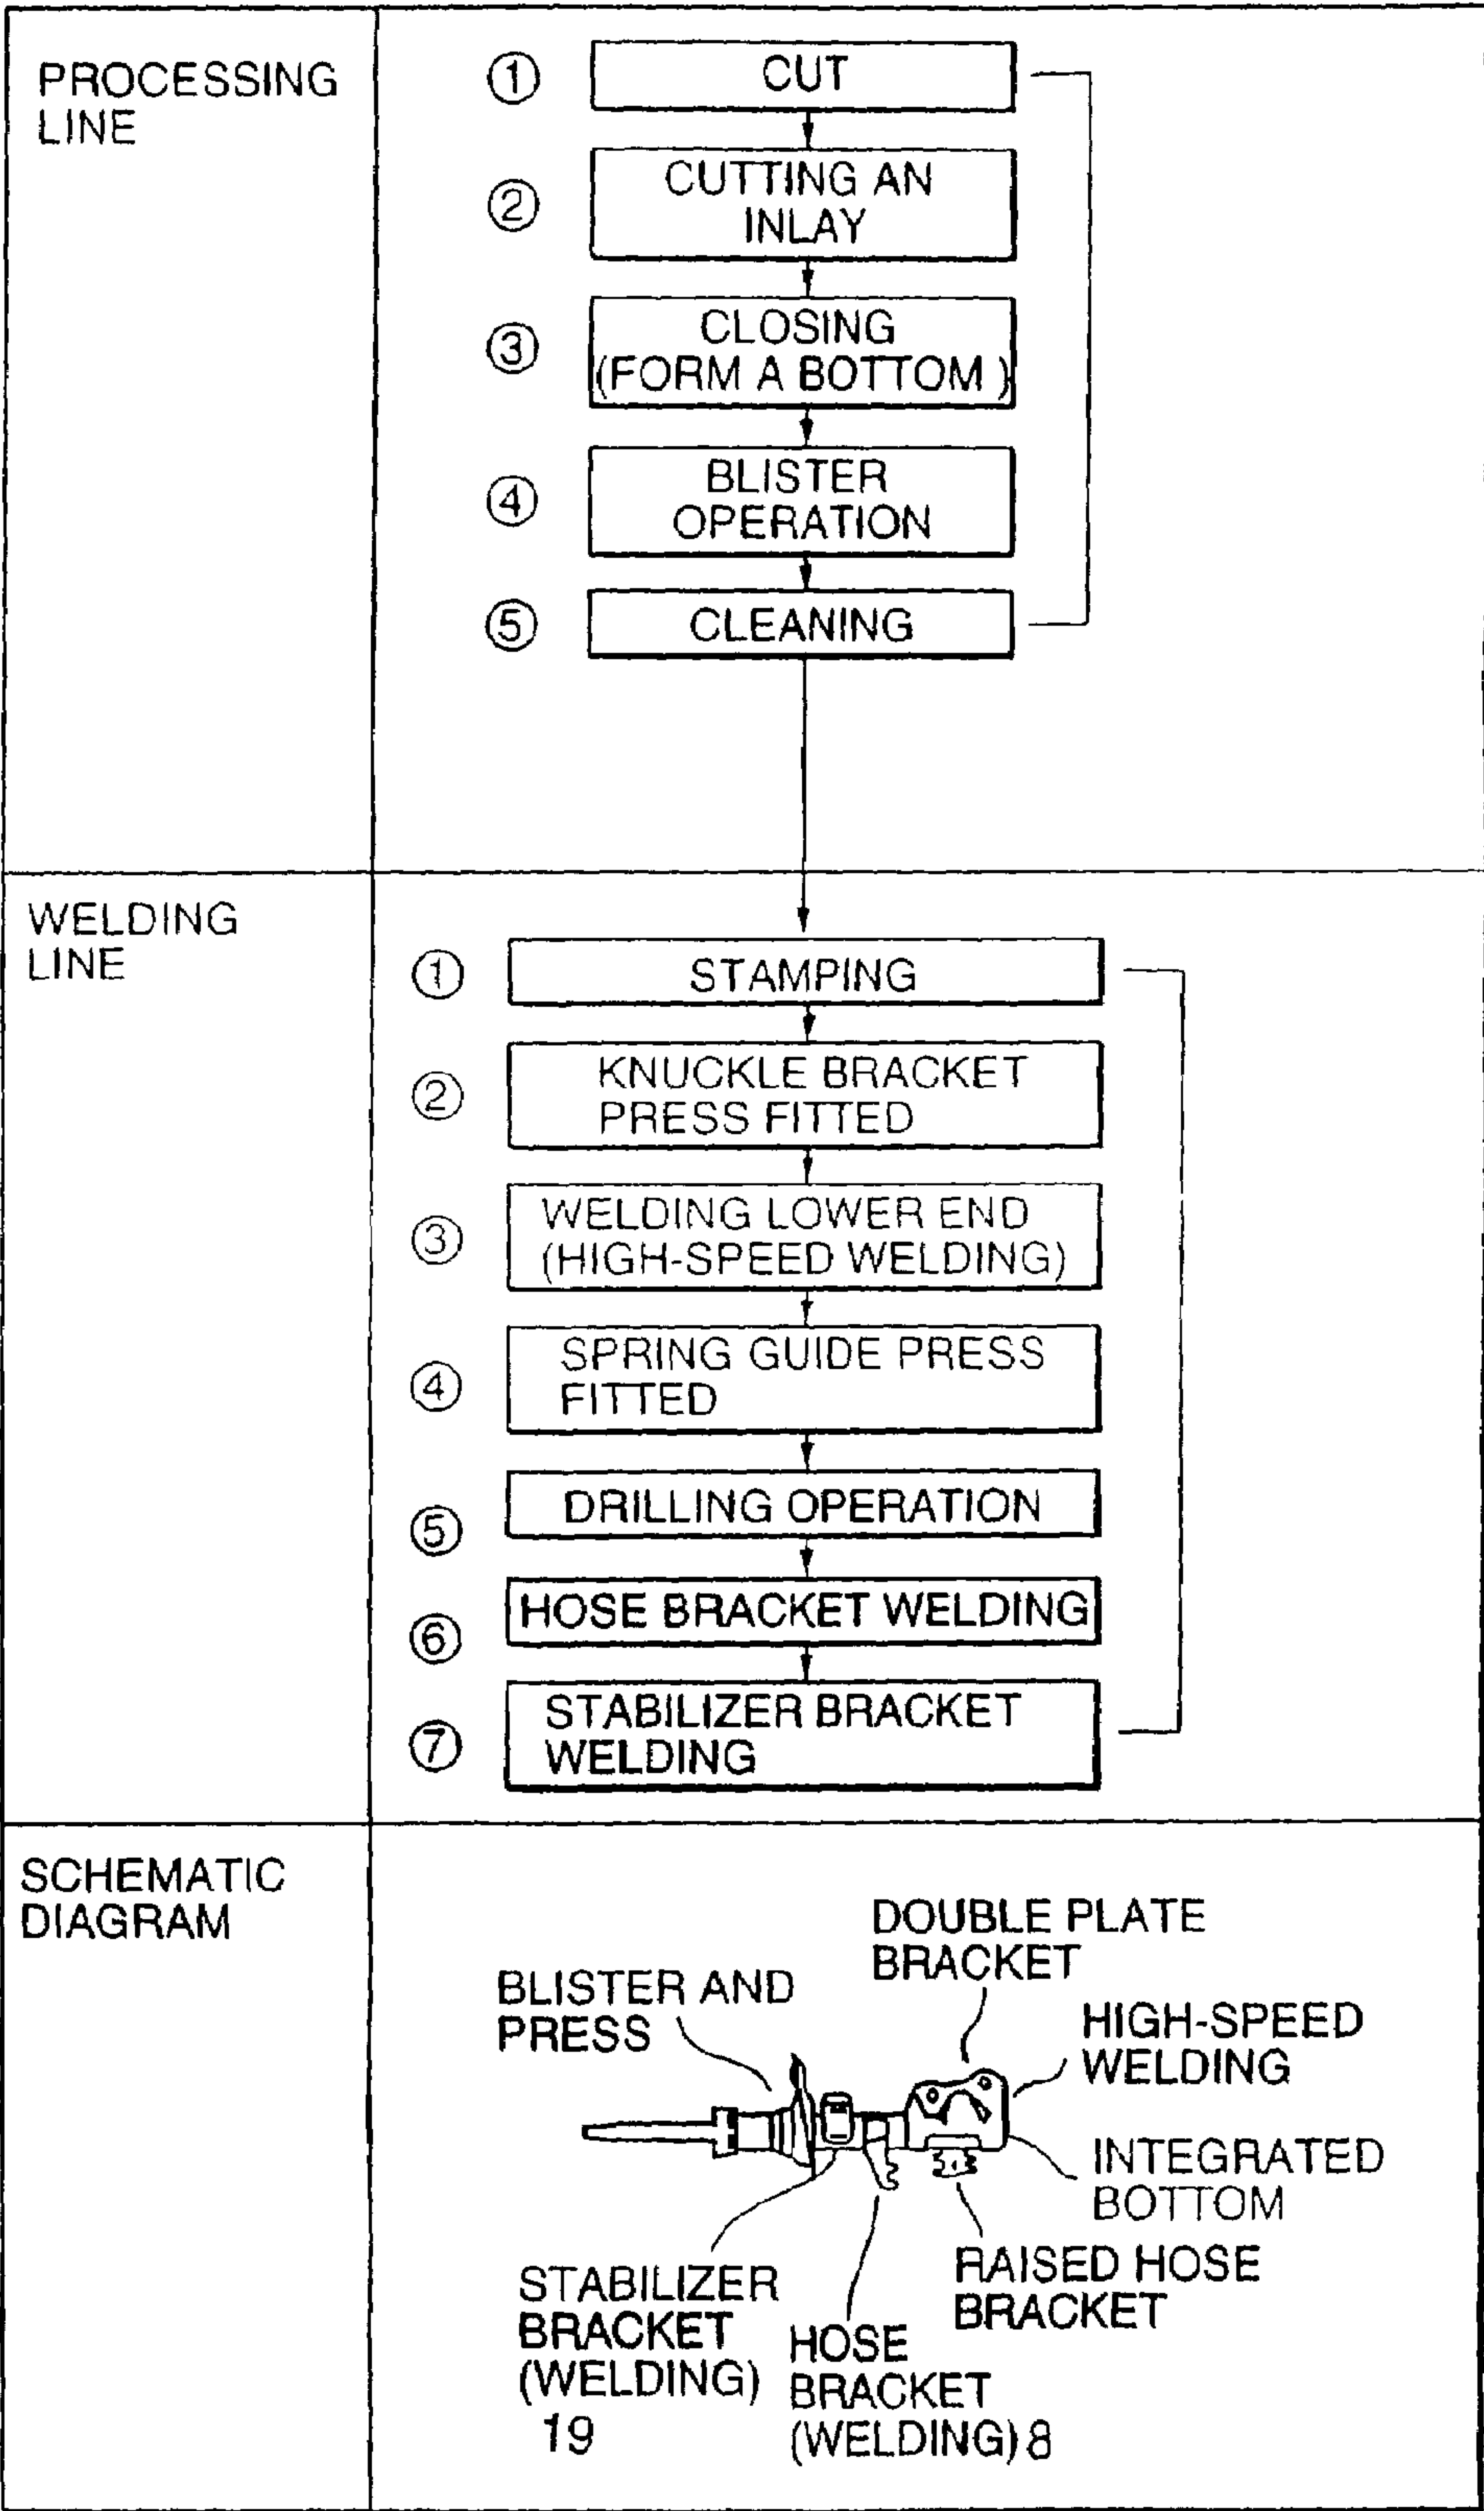 PROCESSING
LINE
① CUT
② CUTTING AN
INLAY
③ CLOSING
(FORM A BOTTOM )
④ BLISTER
OPERATION
⑤ CLEANING
WELDING
LINE
① STAMPING
② KNUCKLE BRACKET
PRESS FITTED
③ WELDING LOWER END
(HIGH-SPEED WELDING)
④ SPRING GUIDE PRESS
FITTED
⑤ DRILLING OPERATION
⑥ HOSE BRACKET WELDING
⑦ STABILIZER BRACKET
WELDING
SCHEMATIC
DIAGRAM
DOUBLE PLATE
BRACKET
BLISTER AND
PRESS
HIGH-SPEED
WELDING
INTEGRATED
BOTTOM
RAISED HOSE
BRACKET
STABILIZER
BRACKET
(WELDING)
19
HOSE
BRACKET
(WELDING) 8